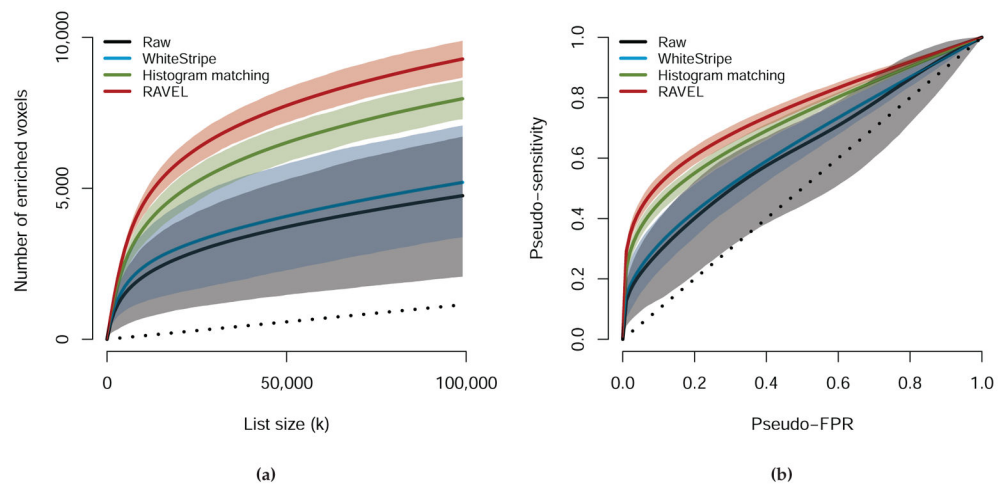 Number of enriched voxels
10,000
5,000
0
Raw
WhiteStripe
Histogram matching
RAVEL
0
50,000
100,000
List size (k)
(a)
Pseudo−sensitivity
1.0
0.8
0.6
0.4
0.2
0.0
Raw
WhiteStripe
Histogram matching
RAVEL
0.0
0.2
0.4
0.6
0.8
1.0
Pseudo−FPR
(b)